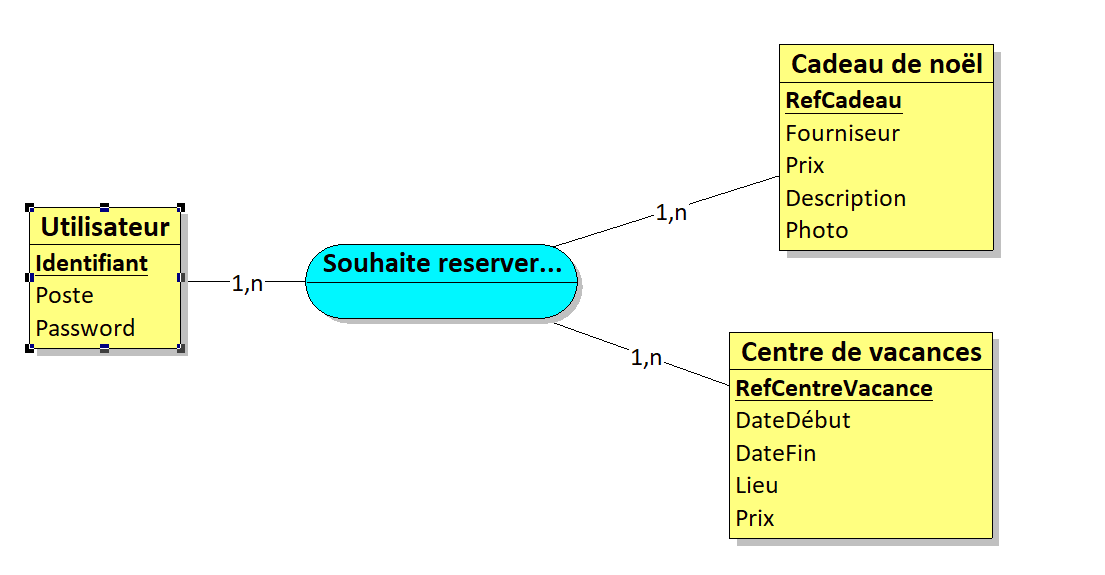 Utilisateur
Identifiant
Poste
Password
1,n
Souhaite reserver...
1,n
1,n
Cadeau de noël
RefCadeau
Fourniseur
Prix
Description
Photo
Centre de vacances
RefCentreVacance
DateDébut
DateFin
Lieu
Prix